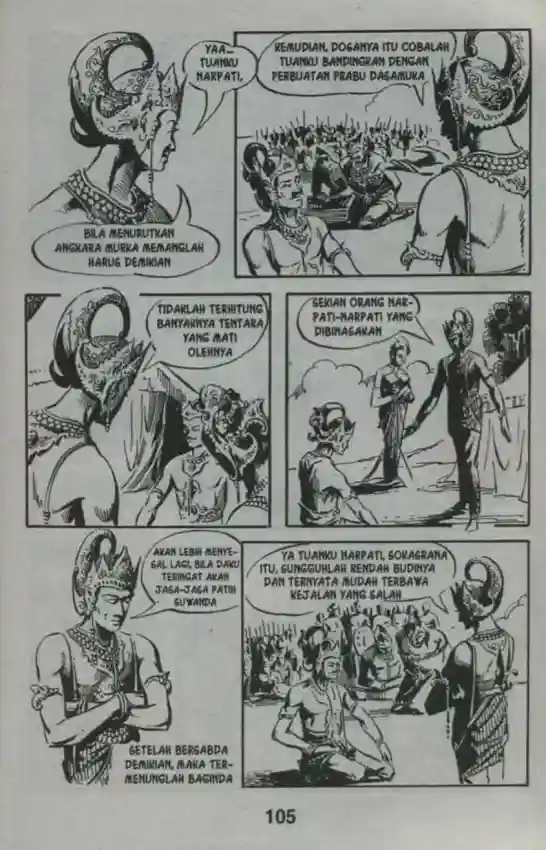 YAA...
TUANKU
NARPATI,
BILA MENURUTKAN
ANGKARA MURKA MEMANGLAH
HARUS DEMIKIAN
KEMUDIAN, DOSANYA ITU COBALAH
TUANKU BANDINGKAN DENGAN
PERBUATAN PRABU DASAMUKA
TIDAKLAH TERHITUNG
BANYAKNYA TENTARA
YANG MATI
OLEHNYA
SEKIAN ORANG NAR-
PATI-NARPATI YANG
DIBINASAKAN
AKAN LEBIH MENYE-
SAL LAGI, BILA DAKU
TERINGAT AKAN
JASA-JASA PATIH
SUWANDA
SETELAH BERSABDA
DEMIKIAN, MAKA TER-
MENUNGLAH BAGINDA
YA TUANKU NARPATI, SOKASRANA
ITU, SUNGGUHLAH RENDAH BUDINYA
DAN TERNYATA MUDAH TERBAWA
KEJALAN YANG SALAH
105